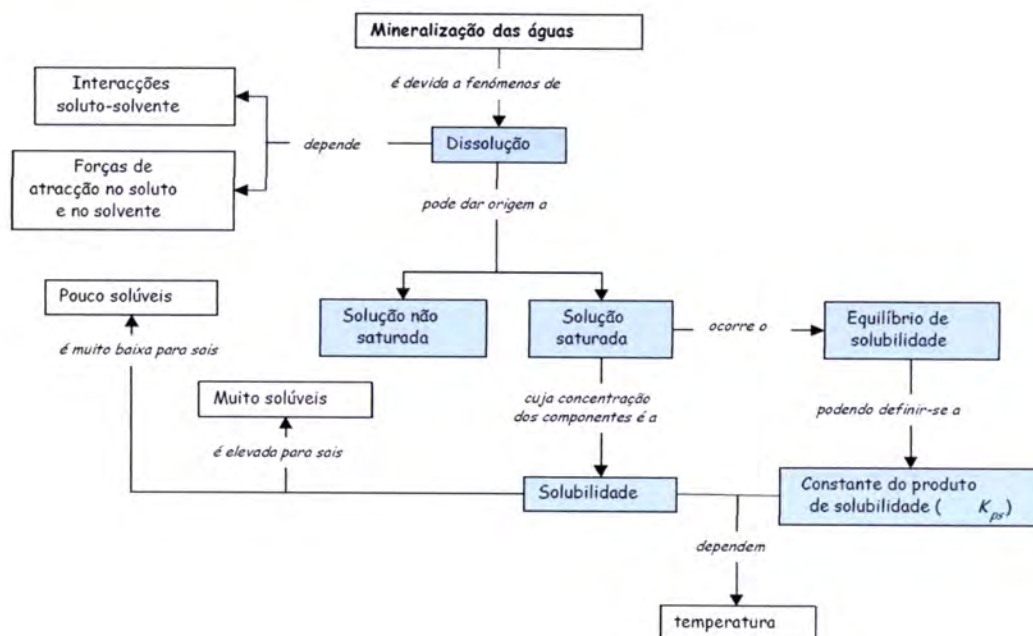 Mineralização das águas
é devida a fenómenos de
Interacções
soluto-solvente
depende
Dissolução
Forças de
atracção no soluto
e no solvente
pode dar origem a
Pouco solúveis
Solução não
saturada
Solução
saturada
ocorre o
Equilíbrio de
solubilidade
é muito baixa para sais
Muito solúveis
cuja concentração
dos componentes é a
podendo definir-se a
é elevada para sais
Solubilidade
Constante do produto
de solubilidade ( Kps)
dependem
temperatura